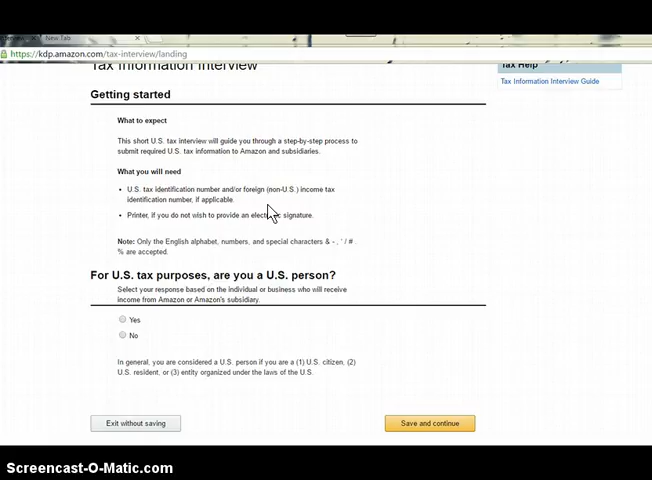 New Tab
https://kdp.amazon.com/tax-interview/landing
Tax Information Interview
Tax Help
Tax Information Interview Guide
Getting started
What to expect
This short U.S. tax interview will guide you through a step-by-step process to
submit required U.S. tax information to Amazon and subsidiaries.
What you will need
• U.S. tax identification number and/or foreign (non-U.S.) income tax
identification number, if applicable.
• Printer, if you do not wish to provide an electronic signature.
Note: Only the English alphabet, numbers, and special characters & - , ' / # .
% are accepted.
For U.S. tax purposes, are you a U.S. person?
Select your response based on the individual or business who will receive
income from Amazon or Amazon's subsidiary.
Yes
No
In general, you are considered a U.S. person if you are a (1) U.S. citizen, (2)
U.S. resident, or (3) entity organized under the laws of the U.S.
Exit without saving
Save and continue
Screencast-O-Matic.com